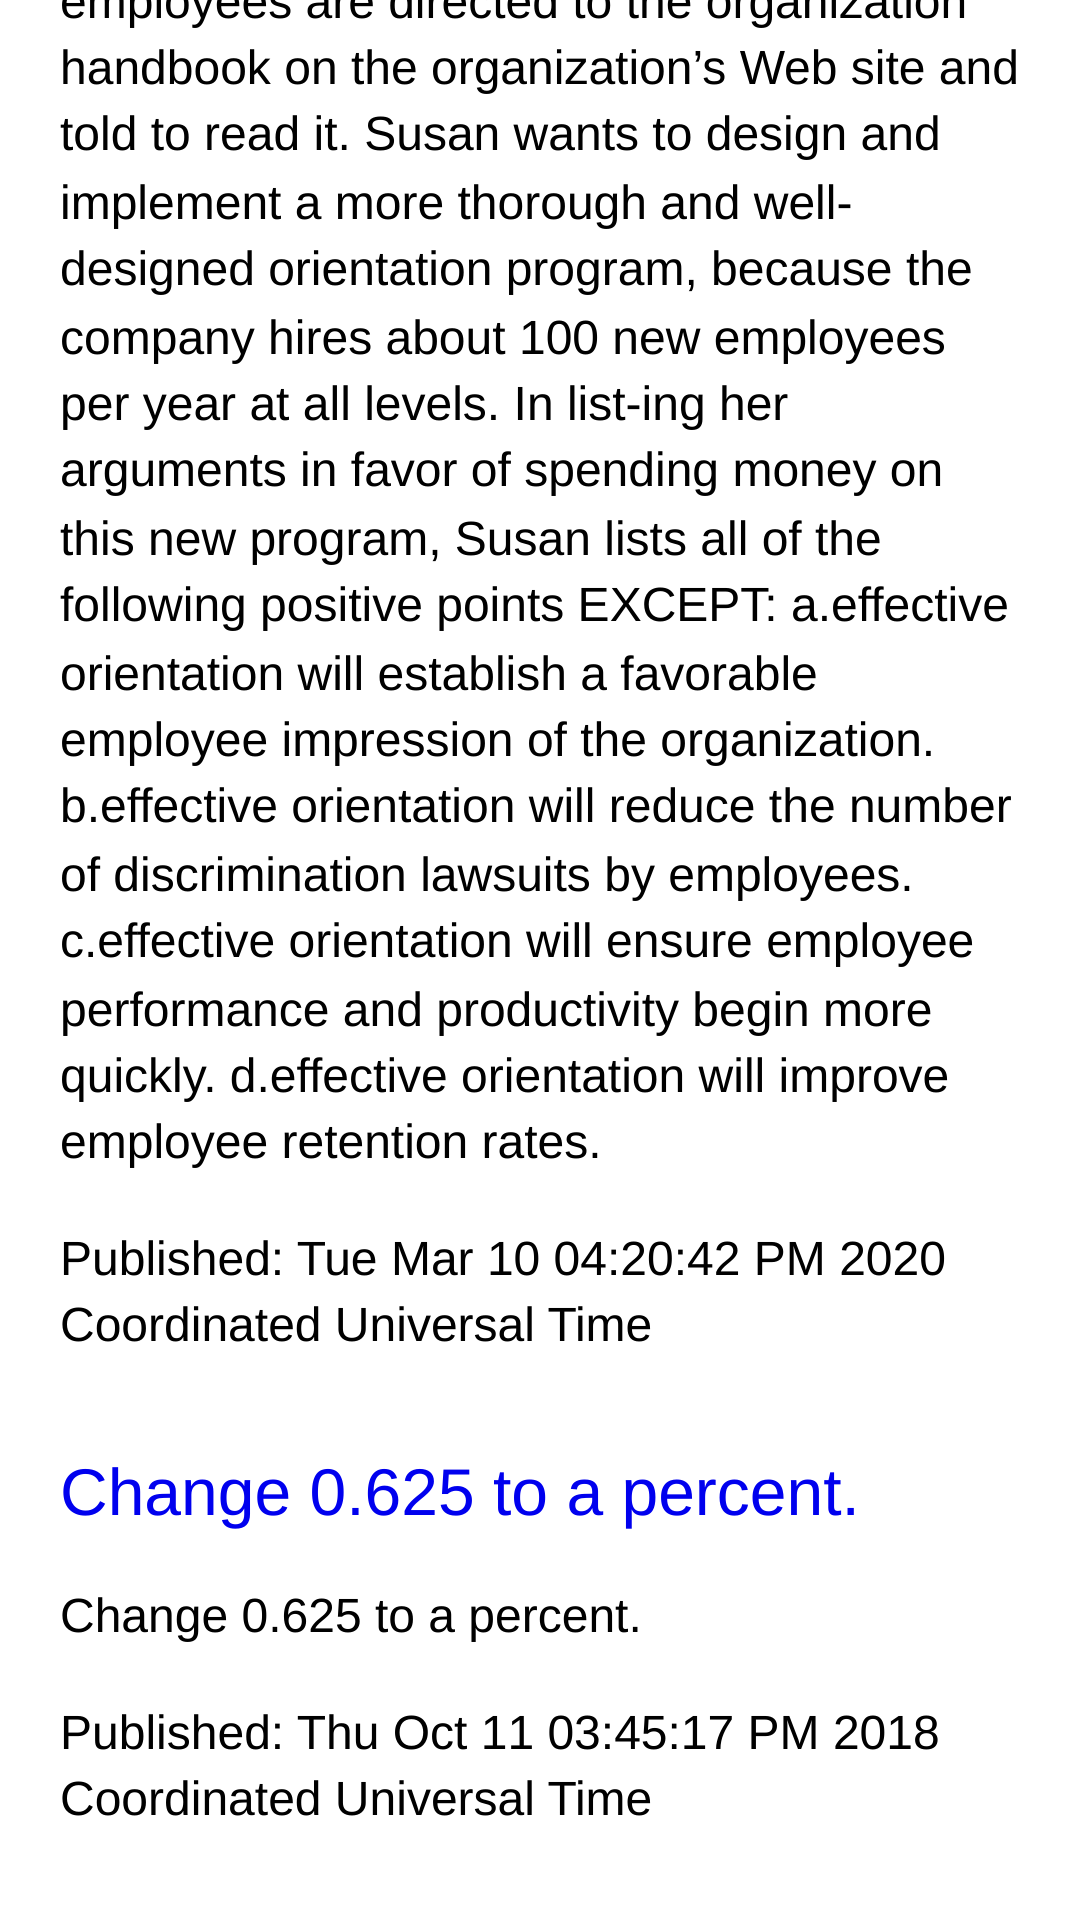 employees are directed to the organization
handbook on the organization’s Web site and
told to read it. Susan wants to design and
implement a more thorough and well-
designed orientation program, because the
company hires about 100 new employees
per year at all levels. In list-ing her
arguments in favor of spending money on
this new program, Susan lists all of the
following positive points EXCEPT: a.effective
orientation will establish a favorable
employee impression of the organization.
b.effective orientation will reduce the number
of discrimination lawsuits by employees.
c.effective orientation will ensure employee
performance and productivity begin more
quickly. d.effective orientation will improve
employee retention rates.
Published: Tue Mar 10 04:20:42 PM 2020
Coordinated Universal Time
Change 0.625 to a percent.
Change 0.625 to a percent.
Published: Thu Oct 11 03:45:17 PM 2018
Coordinated Universal Time